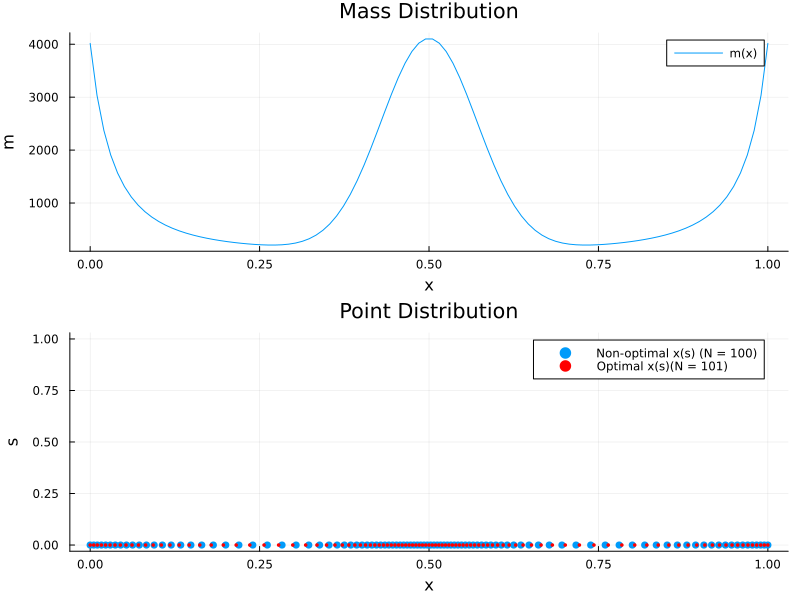 Mass Distribution
4000
3000
2000
1000
m
m(x)
0.00 0.25 0.50 0.75 1.00
x
Point Distribution
1.00
0.75
0.50
0.25
0.00
s
Non-optimal x(s) (N = 100)
Optimal x(s)(N = 101)
0.00 0.25 0.50 0.75 1.00
x